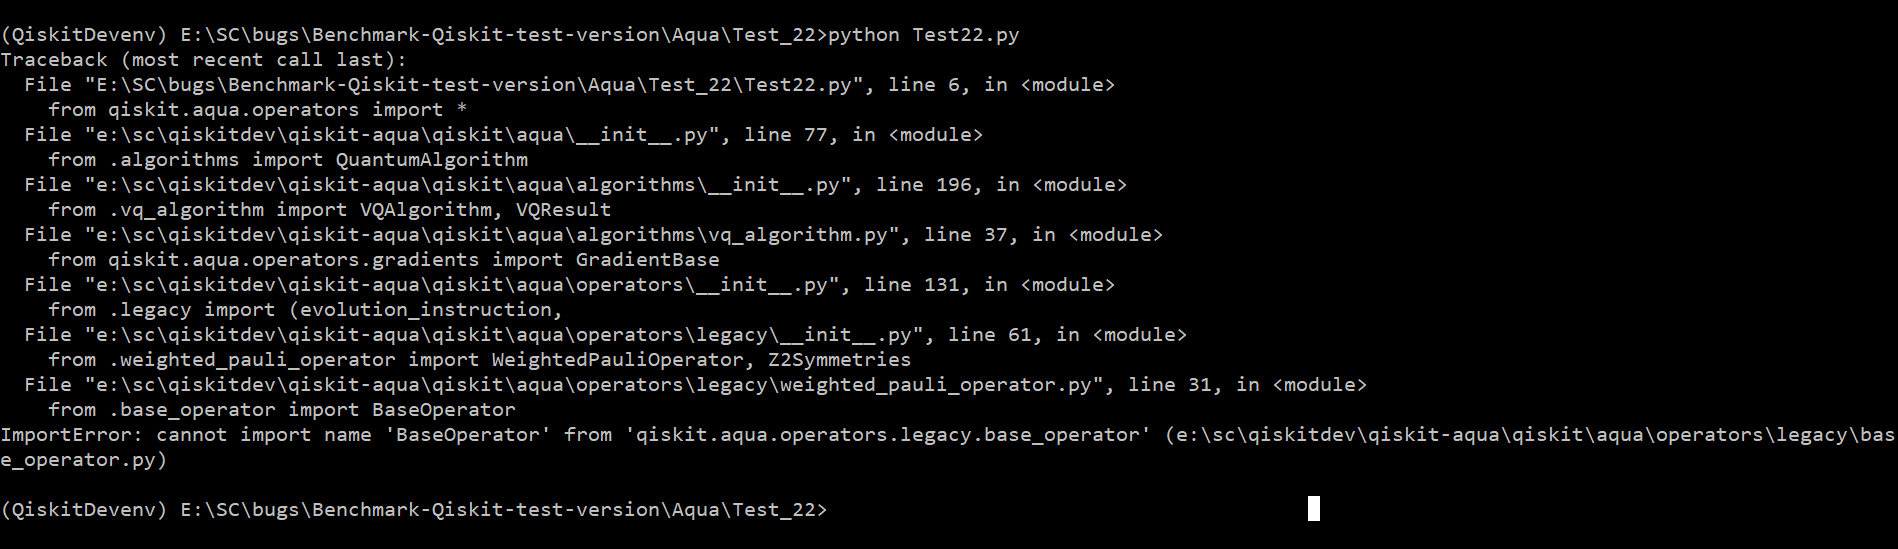 (QiskitDevenv) E:\SC\bugs\Benchmark-Qiskit-test-version\Aqua\Test_22>python Test22.py
Traceback (most recent call last):
  File "E:\SC\bugs\Benchmark-Qiskit-test-version\Aqua\Test_22\Test22.py", line 6, in <module>
    from qiskit.aqua.operators import *
  File "e:\sc\qiskitdev\qiskit-aqua\qiskit\aqua\__init__.py", line 77, in <module>
    from .algorithms import QuantumAlgorithm
  File "e:\sc\qiskitdev\qiskit-aqua\qiskit\aqua\algorithms\__init__.py", line 196, in <module>
    from .vq_algorithm import VQAlgorithm, VQResult
  File "e:\sc\qiskitdev\qiskit-aqua\qiskit\aqua\algorithms\vq_algorithm.py", line 37, in <module>
    from qiskit.aqua.operators.gradients import GradientBase
  File "e:\sc\qiskitdev\qiskit-aqua\qiskit\aqua\operators\__init__.py", line 131, in <module>
    from .legacy import (evolution_instruction,
  File "e:\sc\qiskitdev\qiskit-aqua\qiskit\aqua\operators\legacy\__init__.py", line 61, in <module>
    from .weighted_pauli_operator import WeightedPauliOperator, Z2Symmetries
  File "e:\sc\qiskitdev\qiskit-aqua\qiskit\aqua\operators\legacy\weighted_pauli_operator.py", line 31, in <module>
    from .base_operator import BaseOperator
ImportError: cannot import name 'BaseOperator' from 'qiskit.aqua.operators.legacy.base_operator' (e:\sc\qiskitdev\qiskit-aqua\qiskit\aqua\operators\legacy\bas
e_operator.py)
(QiskitDevenv) E:\SC\bugs\Benchmark-Qiskit-test-version\Aqua\Test_22>